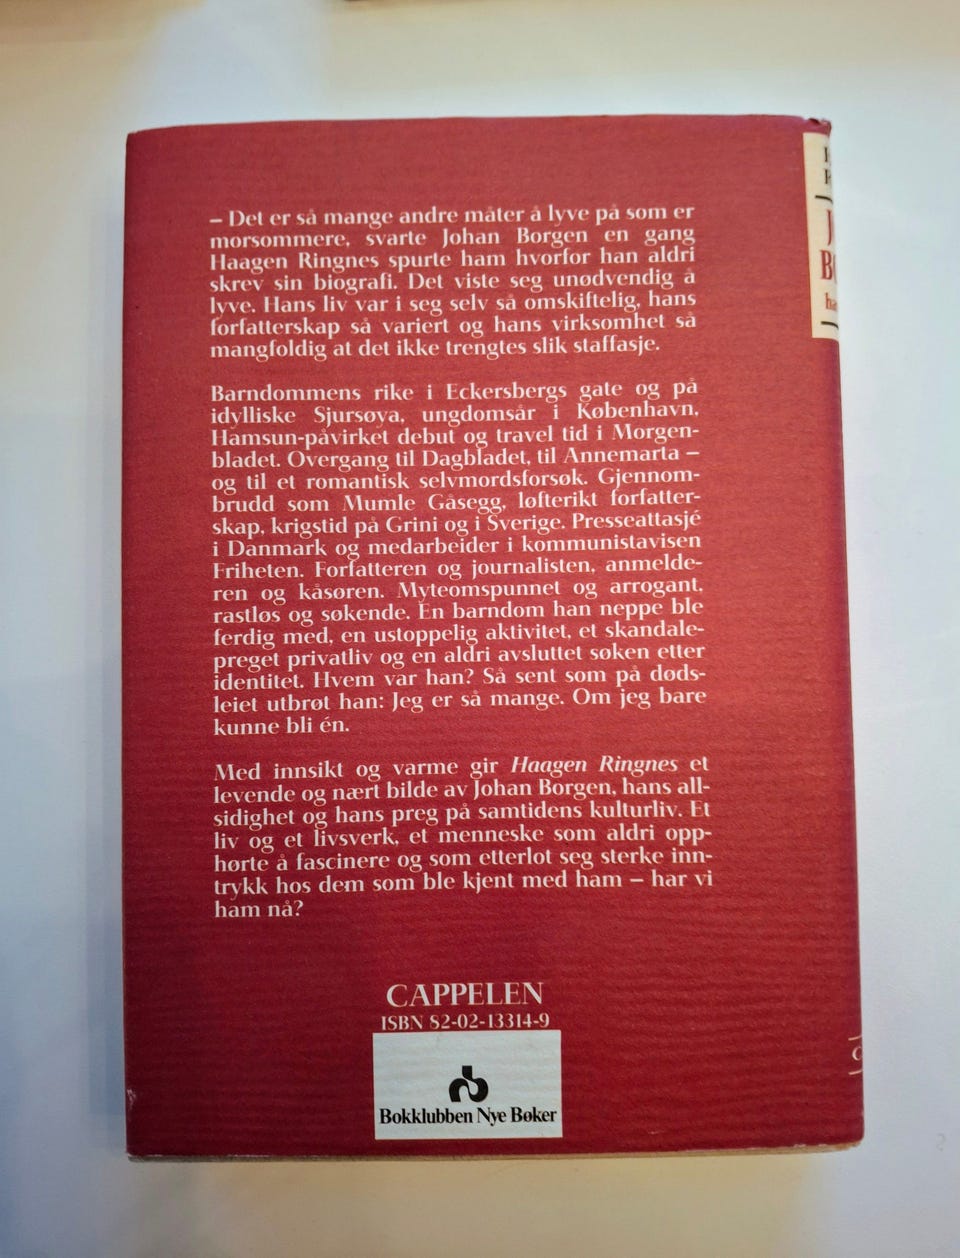 – Det er så mange andre måter å lyve på som er
morsommere, svarte Johan Borgen en gang
Haagen Ringnes spurte ham hvorfor han aldri
skrev sin biografi. Det viste seg unødvendig å
lyve. Hans liv var i seg selv så omskiftelig, hans
forfatterskap så variert og hans virksomhet så
mangfoldig at det ikke trengtes slik staffasje.
Barndommens rike i Eckersbergs gate og på
idylliske Sjursøya, ungdomsår i København,
Hamsun-påvirket debut og travel tid i Morgen-
bladet. Overgang til Dagbladet, til Annemarta –
og til et romantisk selvmordsforsøk. Gjennom-
brudd som Mumle Gåsegg, løfterikt forfatter-
skap, krigstid på Grini og i Sverige. Presseattasjé
i Danmark og medarbeider i kommunistavisen
Friheten. Forfatteren og journalisten, anmelde-
ren og kåsøren. Myteomspunnet og arrogant,
rastløs og søkende. En barndom han neppe ble
ferdig med, en ustoppelig aktivitet, et skandale-
preget privatliv og en aldri avsluttet søken etter
identitet. Hvem var han? Så sent som på døds-
leiet utbrøt han: Jeg er så mange. Om jeg bare
kunne bli én.
Med innsikt og varme gir Haagen Ringnes et
levende og nært bilde av Johan Borgen, hans all-
sidighet og hans preg på samtidens kulturliv. Et
liv og et livsverk, et menneske som aldri opp-
hørte å fascinere og som etterlot seg sterke inn-
trykk hos dem som ble kjent med ham – har vi
ham nå?
CAPPELEN
ISBN 82-02-13314-9
Bokklubben Nye Bøker